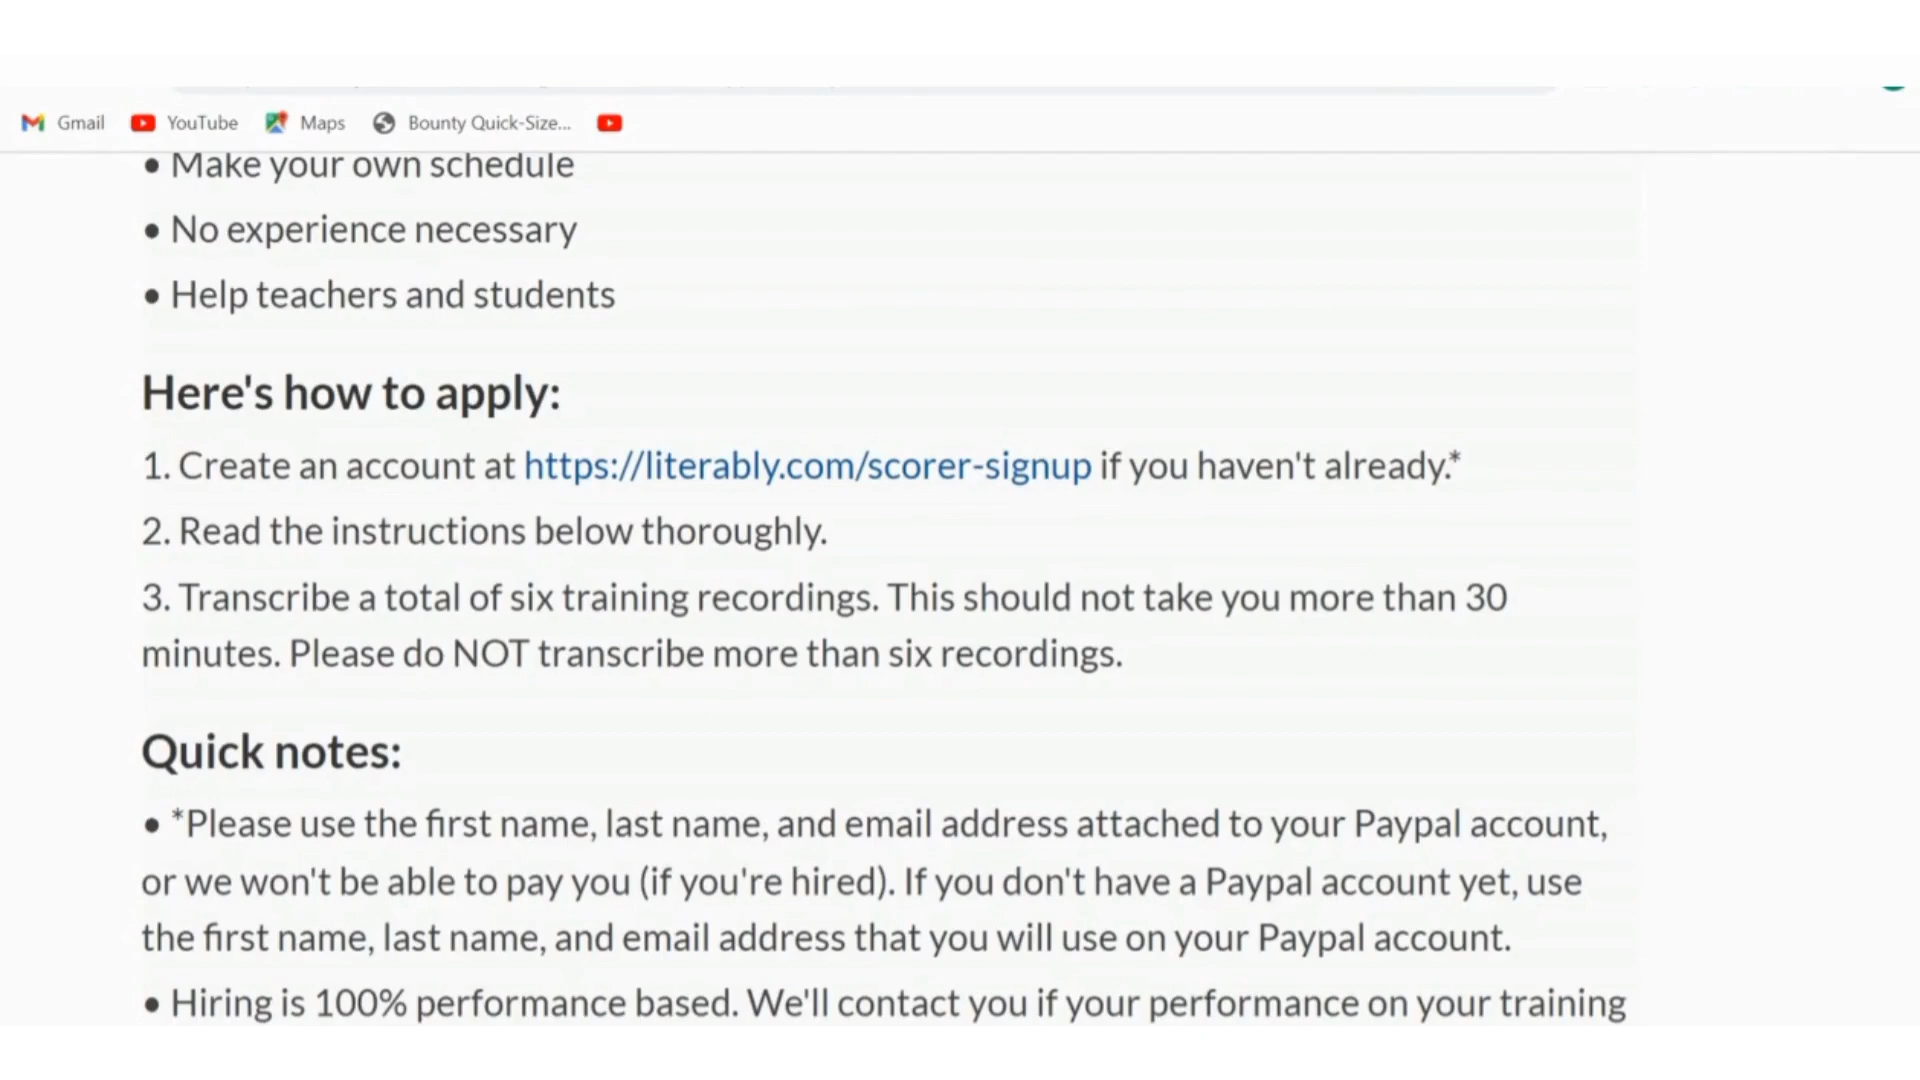 Gmail YouTube Maps Bounty Quick-Size...
• Make your own schedule
• No experience necessary
• Help teachers and students
Here's how to apply:
1. Create an account at https://literably.com/scorer-signup if you haven't already.*
2. Read the instructions below thoroughly.
3. Transcribe a total of six training recordings. This should not take you more than 30
minutes. Please do NOT transcribe more than six recordings.
Quick notes:
• *Please use the first name, last name, and email address attached to your Paypal account,
or we won't be able to pay you (if you're hired). If you don't have a Paypal account yet, use
the first name, last name, and email address that you will use on your Paypal account.
• Hiring is 100% performance based. We'll contact you if your performance on your training